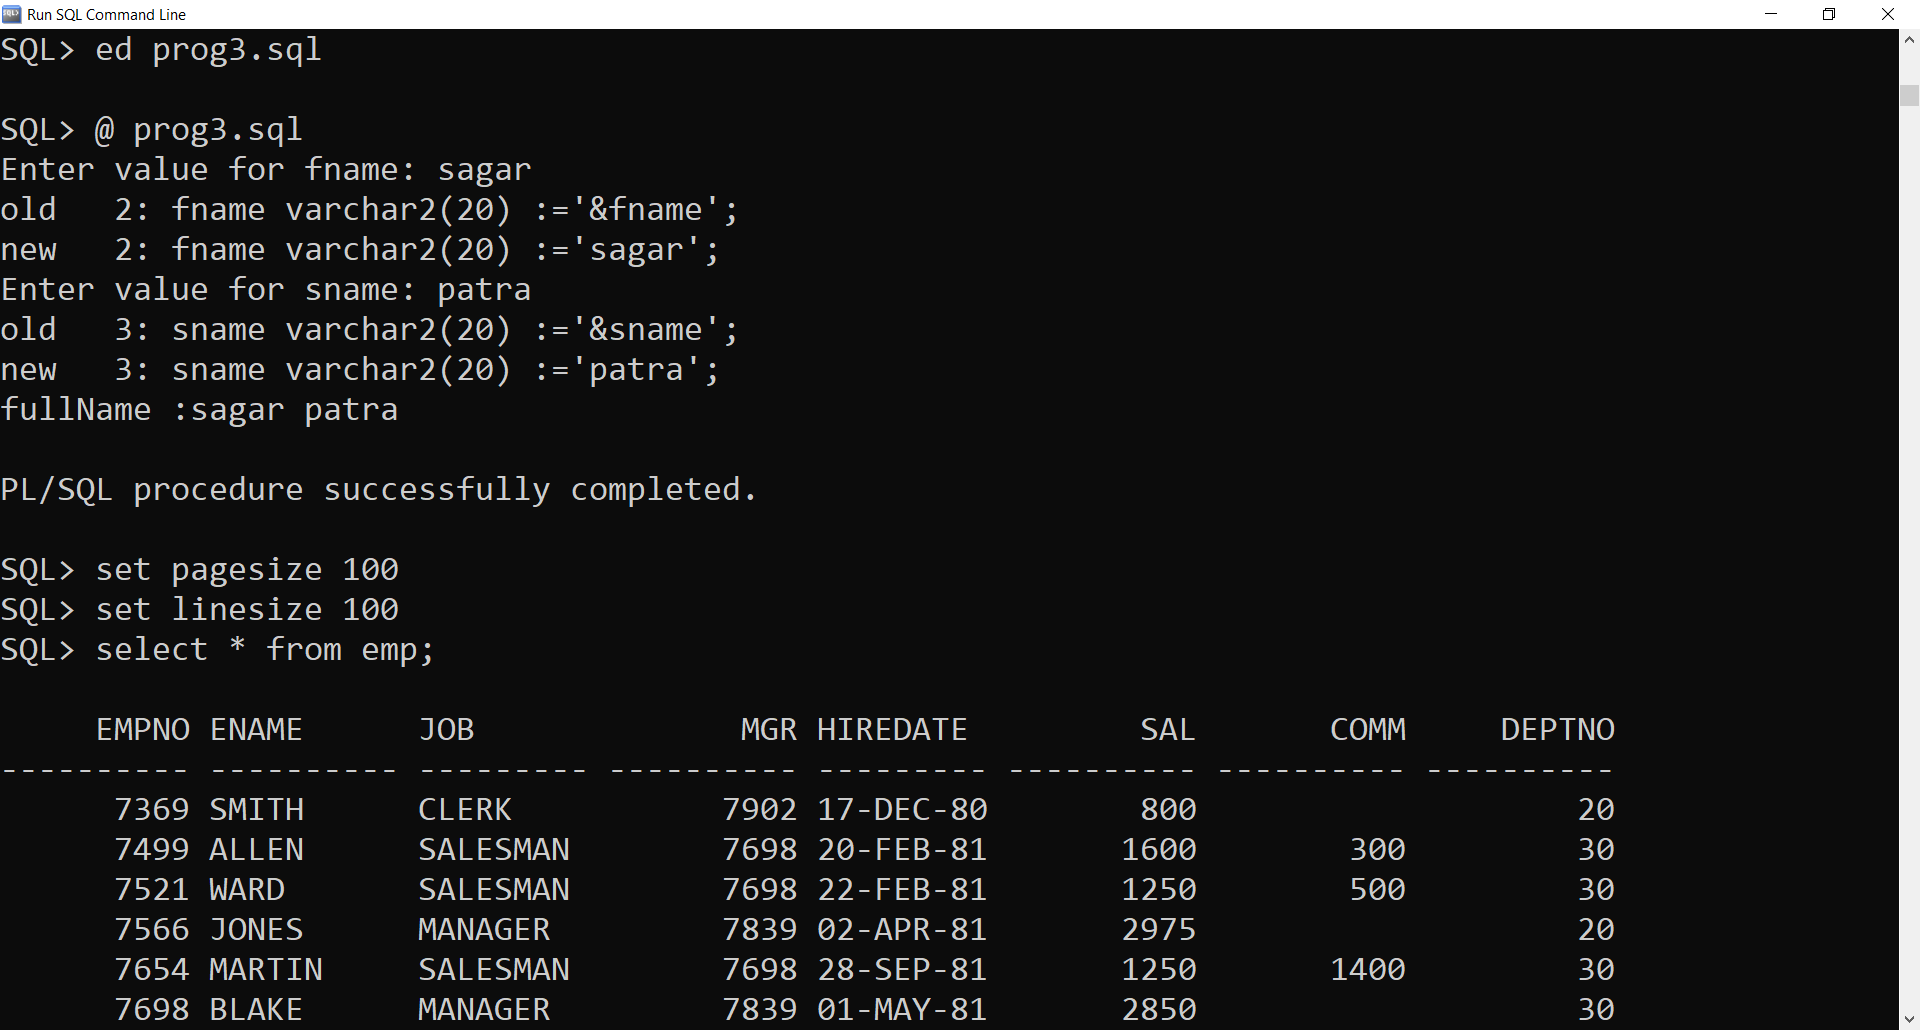 Run SQL Command Line
SQL> ed prog3.sql
SQL> @ prog3.sql
Enter value for fname: sagar
old   2: fname varchar2(20) :='&fname';
new   2: fname varchar2(20) :='sagar';
Enter value for sname: patra
old   3: sname varchar2(20) :='&sname';
new   3: sname varchar2(20) :='patra';
fullName :sagar patra
PL/SQL procedure successfully completed.
SQL> set pagesize 100
SQL> set linesize 100
SQL> select * from emp;
     EMPNO ENAME      JOB              MGR HIREDATE         SAL       COMM     DEPTNO
---------- ---------- --------- ---------- --------- ---------- ---------- ----------
      7369 SMITH      CLERK           7902 17-DEC-80        800                    20
      7499 ALLEN      SALESMAN        7698 20-FEB-81       1600        300         30
      7521 WARD       SALESMAN        7698 22-FEB-81       1250        500         30
      7566 JONES      MANAGER         7839 02-APR-81       2975                    20
      7654 MARTIN     SALESMAN        7698 28-SEP-81       1250       1400         30
      7698 BLAKE      MANAGER         7839 01-MAY-81       2850                    30